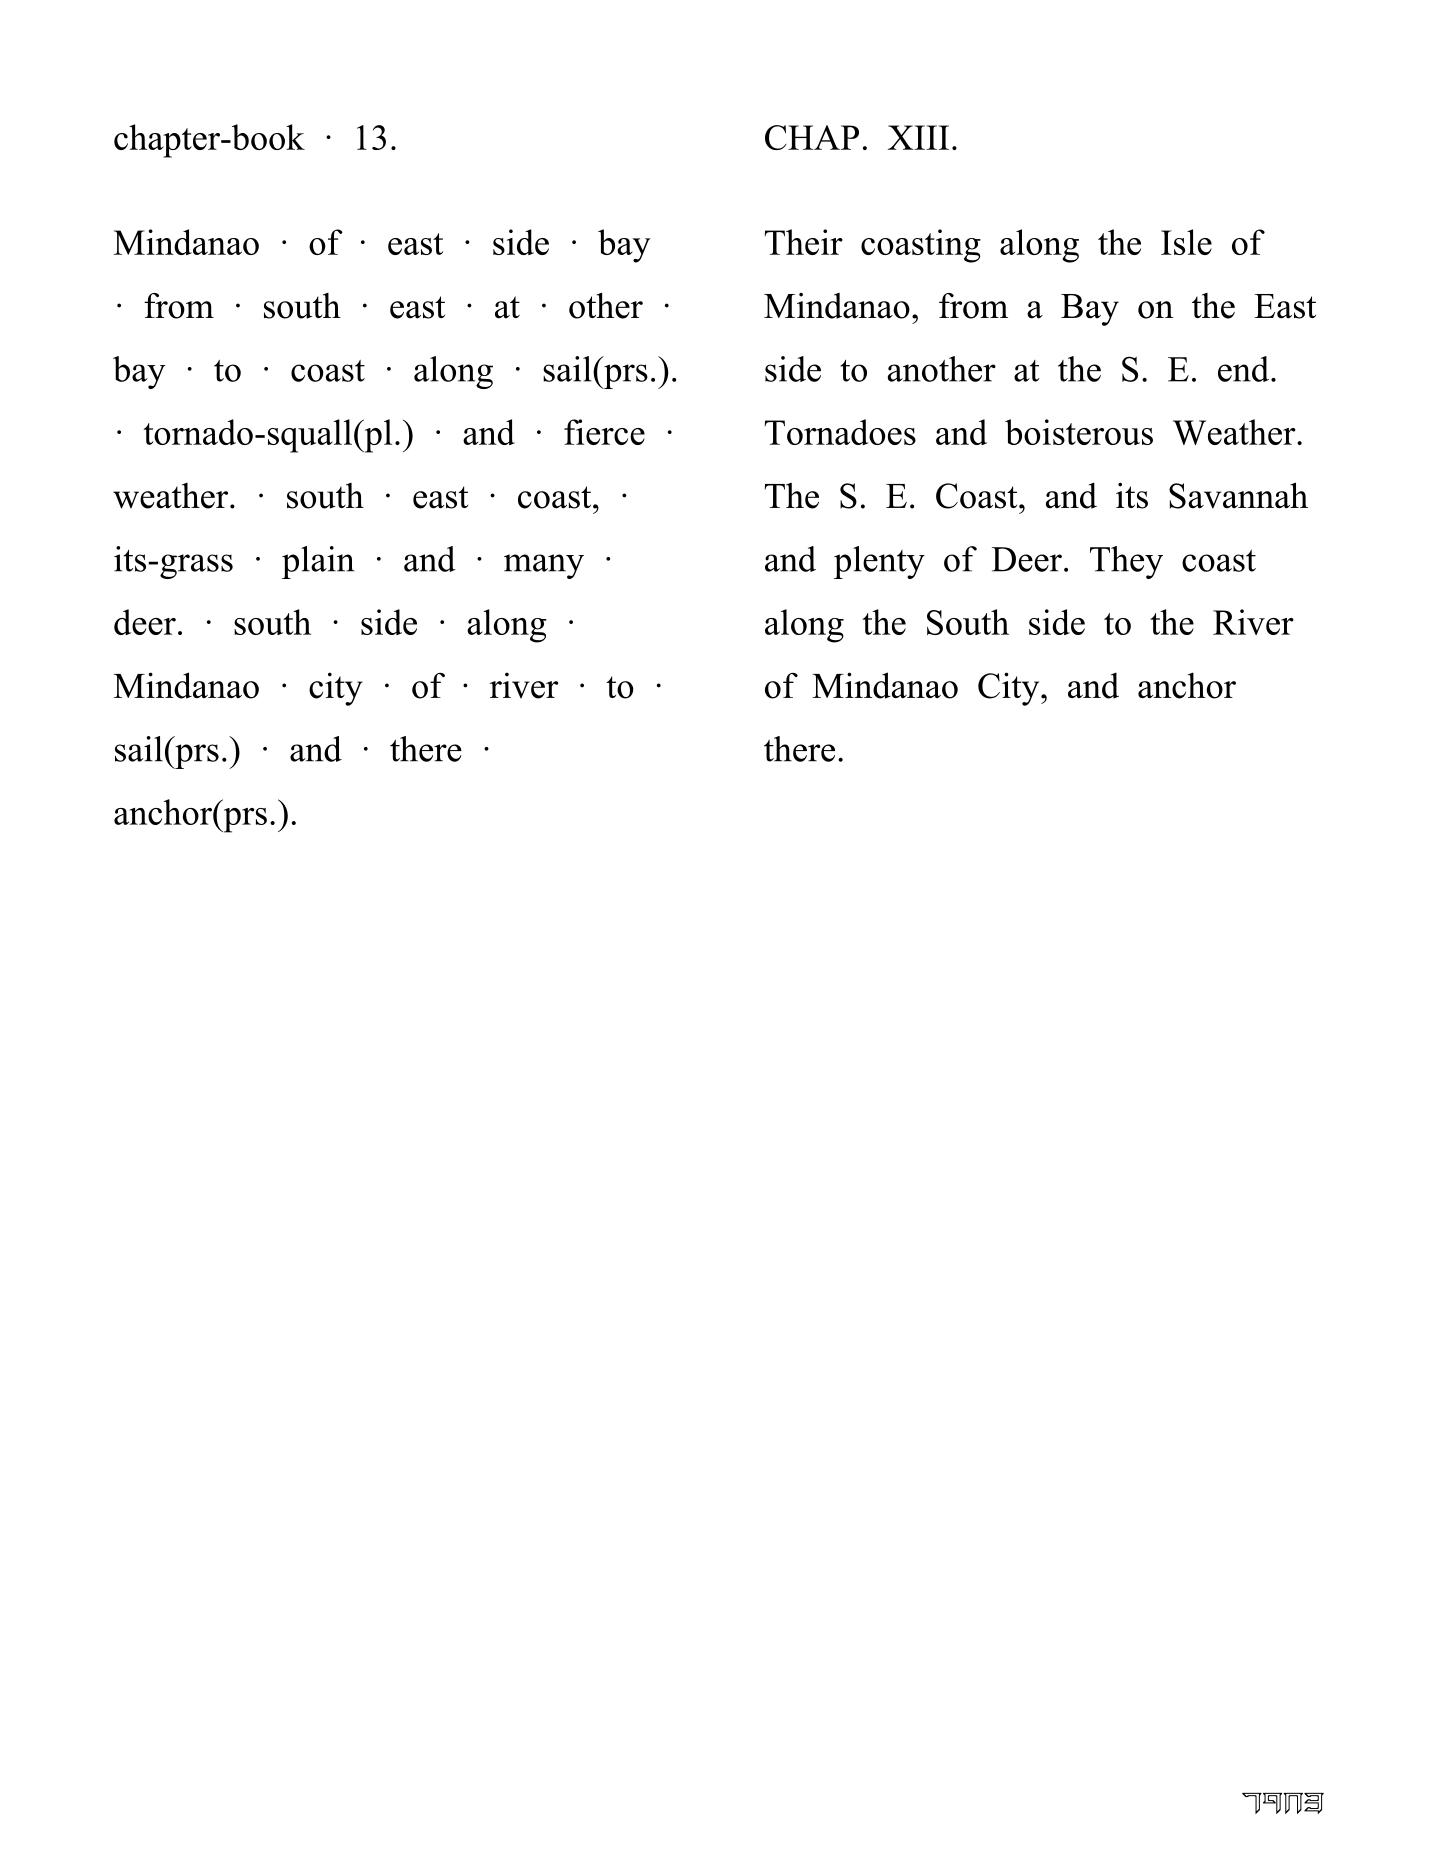 chapter-book · 13.
Mindanao · of · east · side · bay
· from · south · east · at · other ·
bay · to · coast · along · sail(prs.).
· tornado-squall(pl.) · and · fierce ·
weather. · south · east · coast, ·
its-grass · plain · and · many ·
deer. · south · side · along ·
Mindanao · city · of · river · to ·
sail(prs.) · and · there ·
anchor(prs.).
CHAP. XIII.
Their coasting along the Isle of
Mindanao, from a Bay on the East
side to another at the S. E. end.
Tornadoes and boisterous Weather.
The S. E. Coast, and its Savannah
and plenty of Deer. They coast
along the South side to the River
of Mindanao City, and anchor
there.